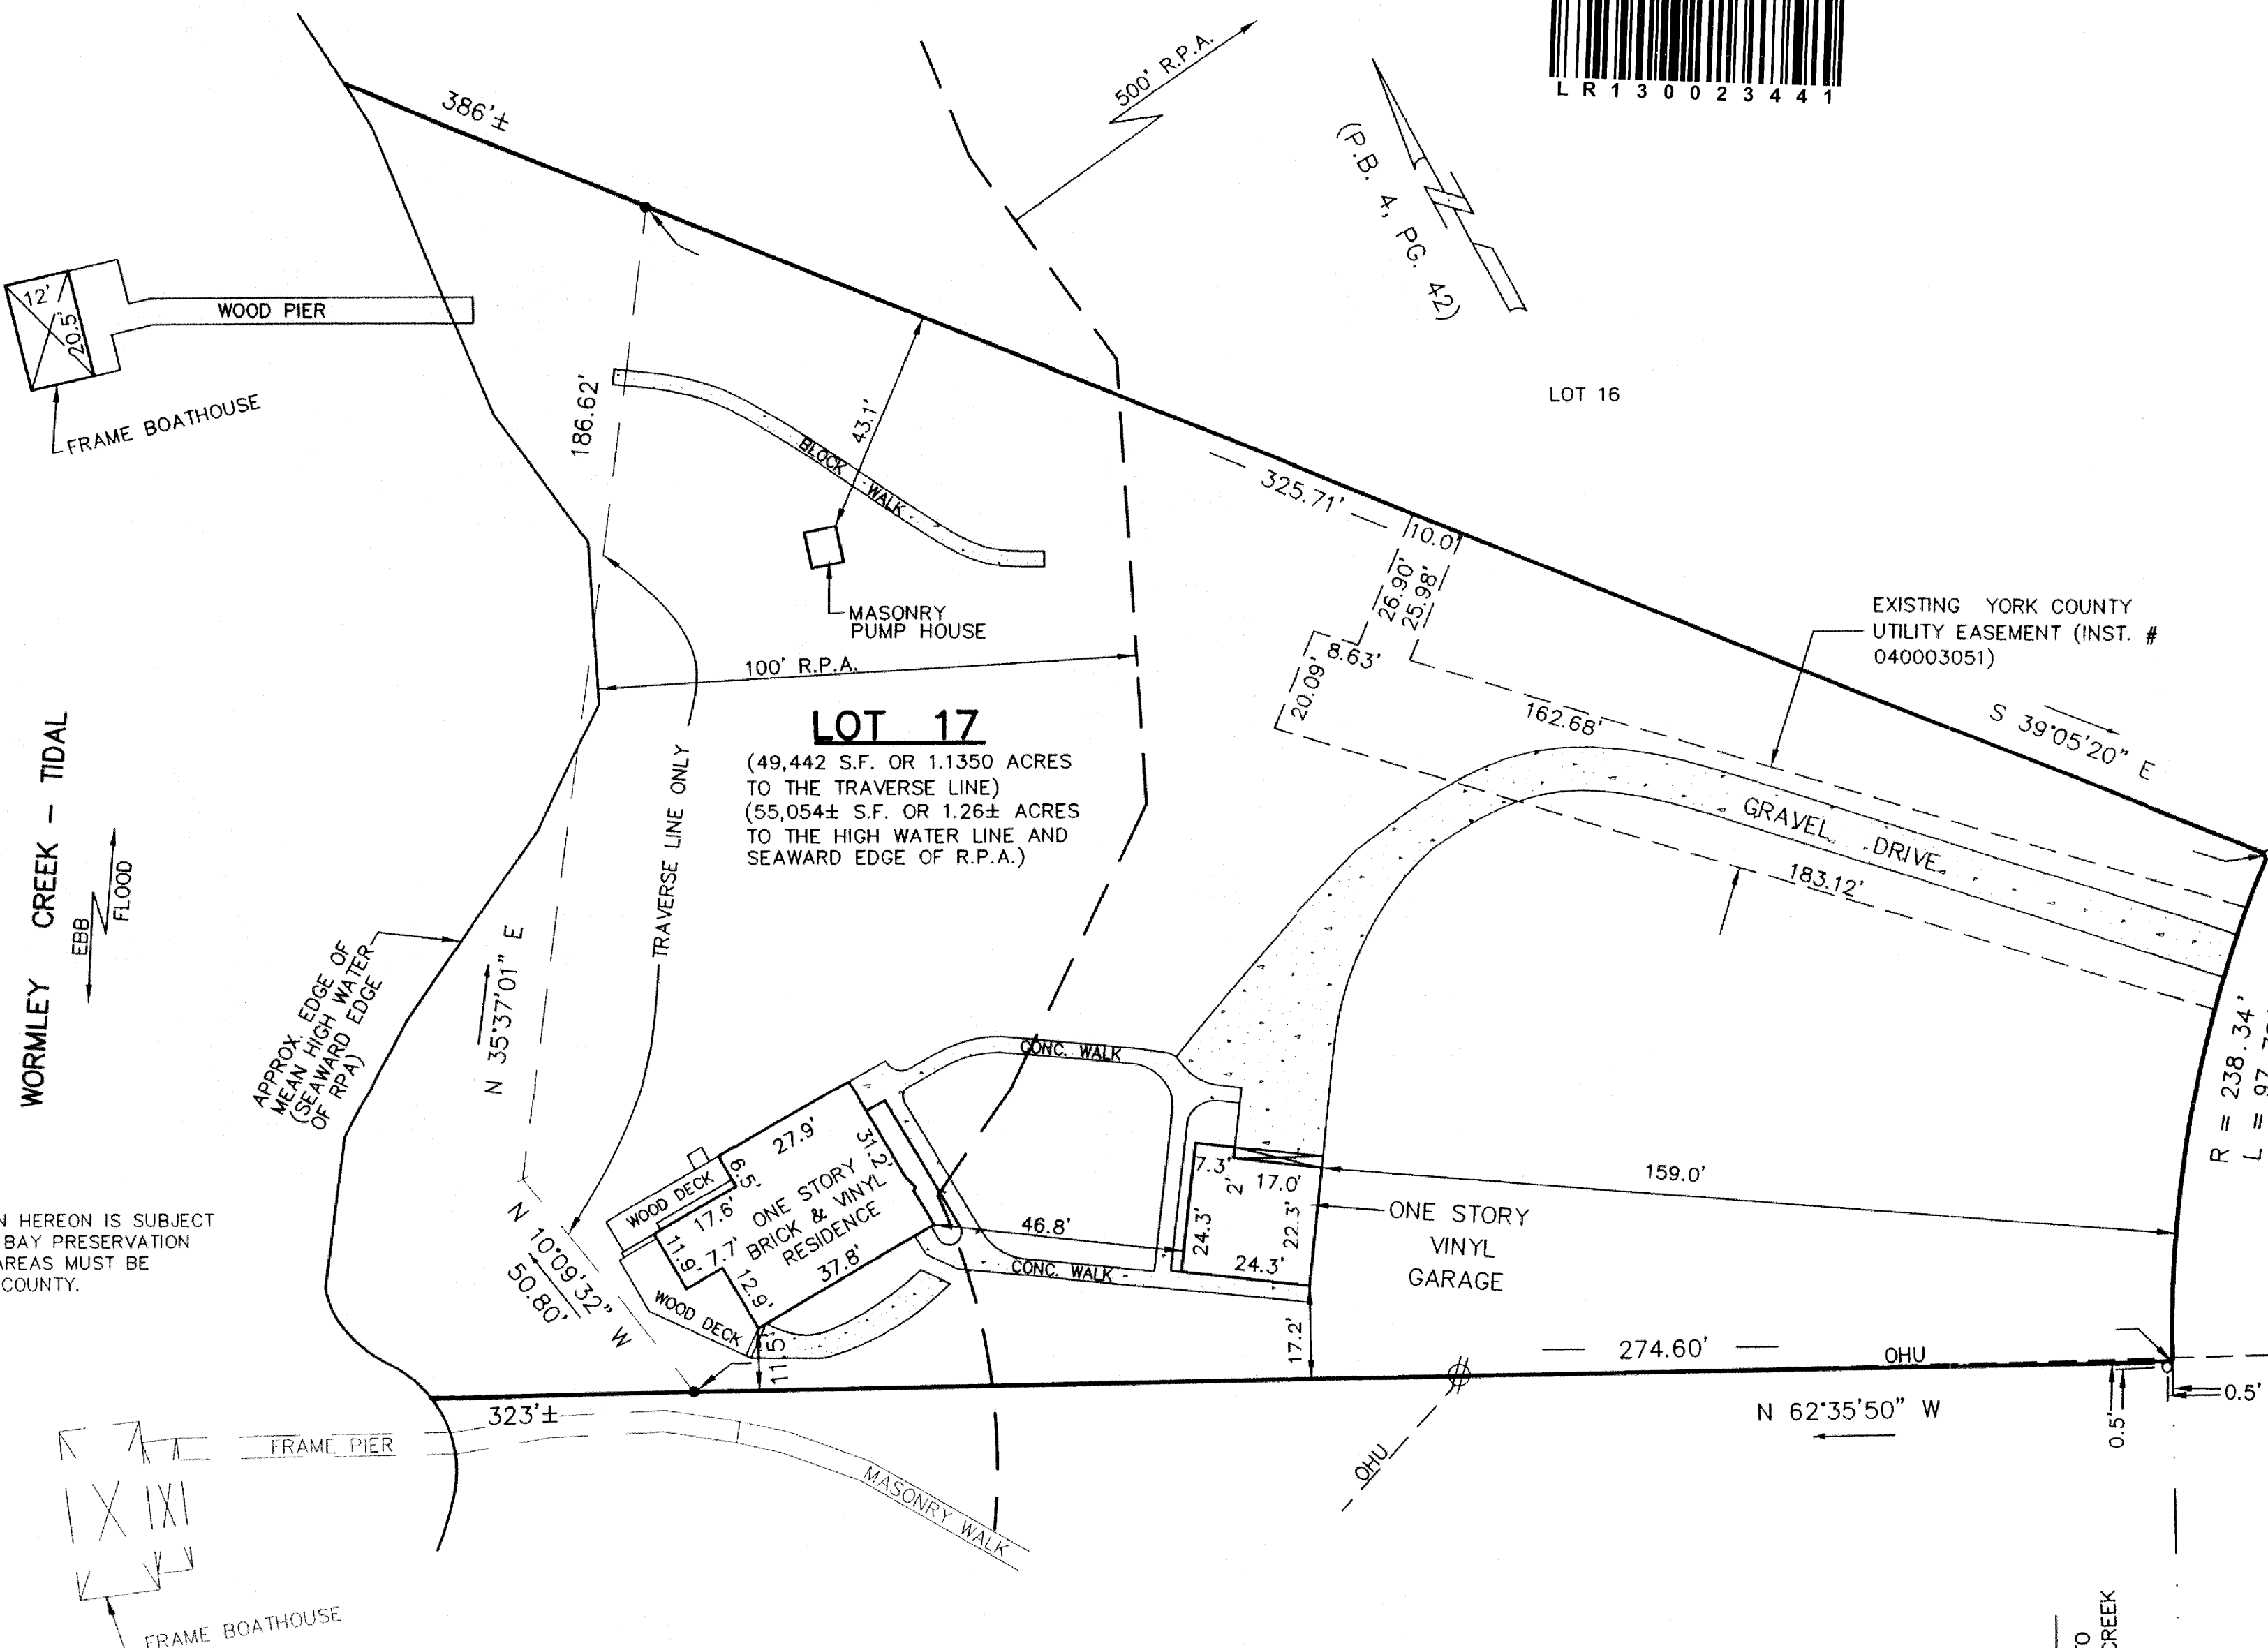 LR130023441
386'±
500' R.P.A.
(P.B. 4, PG. 42)
12'
20.5'
WOOD PIER
FRAME BOATHOUSE
186.62'
43.1'
BLOCK WALK
MASONRY
PUMP HOUSE
LOT 16
325.71'
10.0'
26.90'
25.98'
8.63'
20.09'
162.68'
EXISTING YORK COUNTY
UTILITY EASEMENT (INST. #
040003051)
S 39°05'20" E
100' R.P.A.
LOT 17
(49,442 S.F. OR 1.1350 ACRES
TO THE TRAVERSE LINE)
(55,054± S.F. OR 1.26± ACRES
TO THE HIGH WATER LINE AND
SEAWARD EDGE OF R.P.A.)
TRAVERSE LINE ONLY
GRAVEL DRIVE
183.12'
WORMLEY CREEK - TIDAL
EBB
FLOOD
APPROX. EDGE OF
MEAN HIGH WATER
(SEAWARD EDGE
OF RPA)
N 35°37'01" E
R = 238.34'
CONC. WALK
27.9'
31.2'
6.5'
WOOD DECK
17.6'
ONE STORY
BRICK & VINYL
RESIDENCE
11.9'
7.7'
12.9'
37.8'
WOOD DECK
11.5'
46.8'
CONC. WALK
7.3'
2'
17.0'
24.3'
22.3'
24.3'
17.2'
159.0'
ONE STORY
VINYL
GARAGE
N HEREON IS SUBJECT
BAY PRESERVATION
AREAS MUST BE
COUNTY.
N 10°09'32" W
50.80'
274.60'
OHU
N 62°35'50" W
0.5'
0.5'
323'±
FRAME PIER
MASONRY WALK
OHU
FRAME BOATHOUSE
TO
CREEK